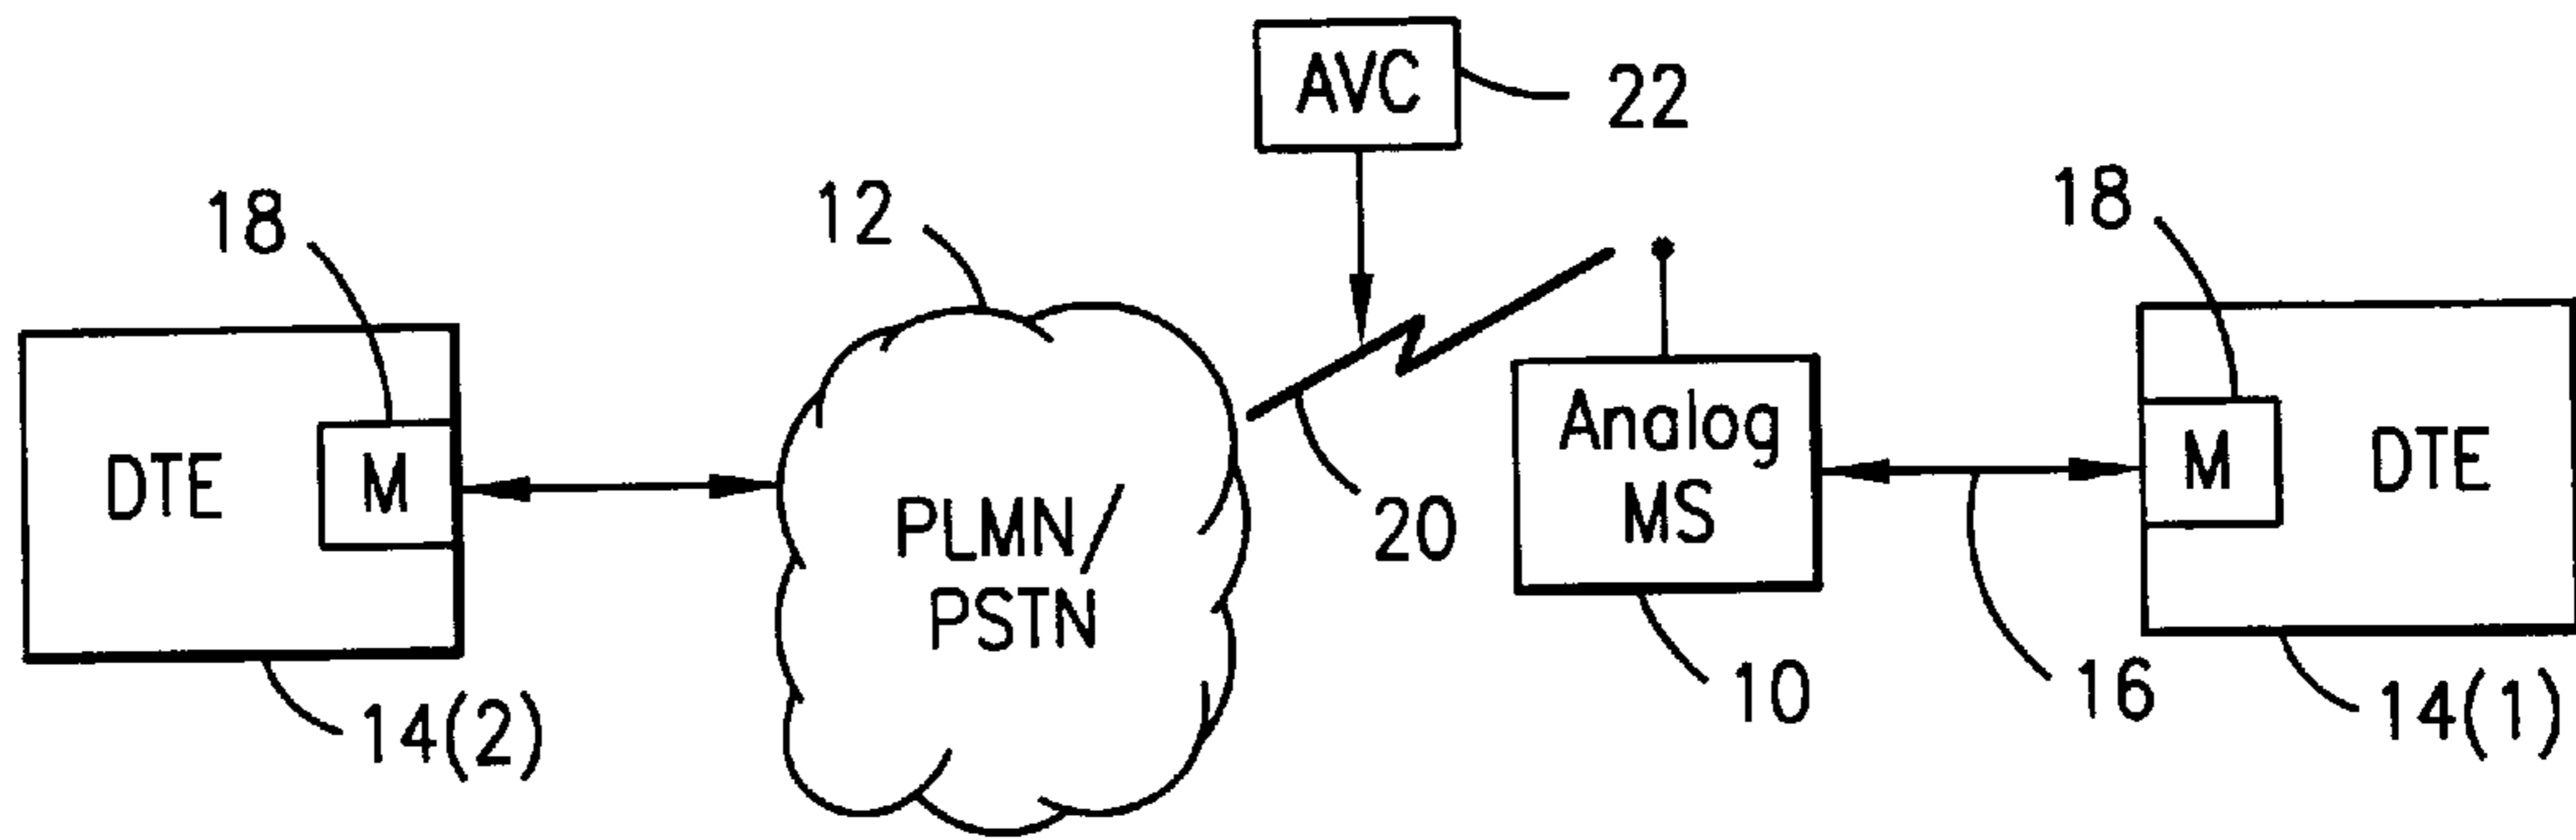 AVC
22
18
12
18
DTE
M
PLMN/
PSTN
20
Analog
MS
M
DTE
10
16
14(2)
14(1)